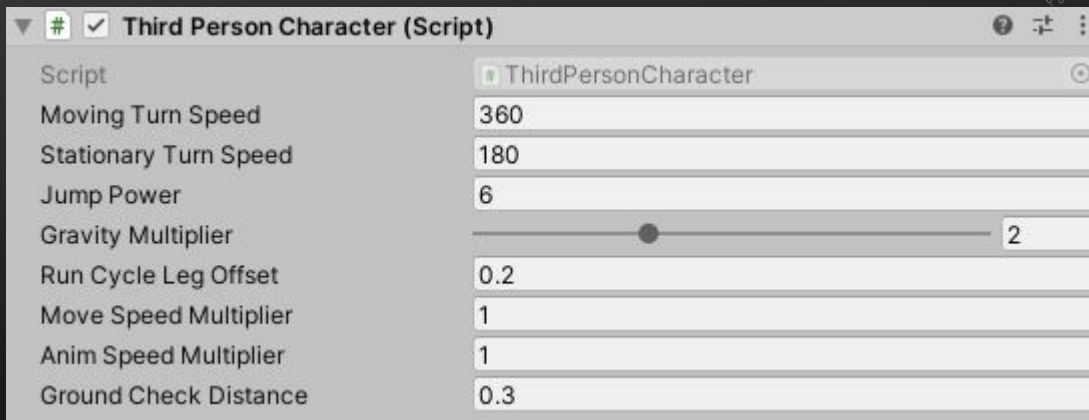 # Third Person Character (Script)
Script # ThirdPersonCharacter
Moving Turn Speed 360
Stationary Turn Speed 180
Jump Power 6
Gravity Multiplier 2
Run Cycle Leg Offset 0.2
Move Speed Multiplier 1
Anim Speed Multiplier 1
Ground Check Distance 0.3